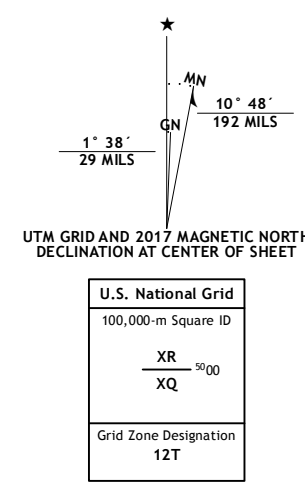 ★
MN
GN
10° 48´
192 MILS
1° 38´
29 MILS
UTM GRID AND 2017 MAGNETIC NORTH
DECLINATION AT CENTER OF SHEET
U.S. National Grid
100,000-m Square ID
XR
5000
XQ
Grid Zone Designation
12T